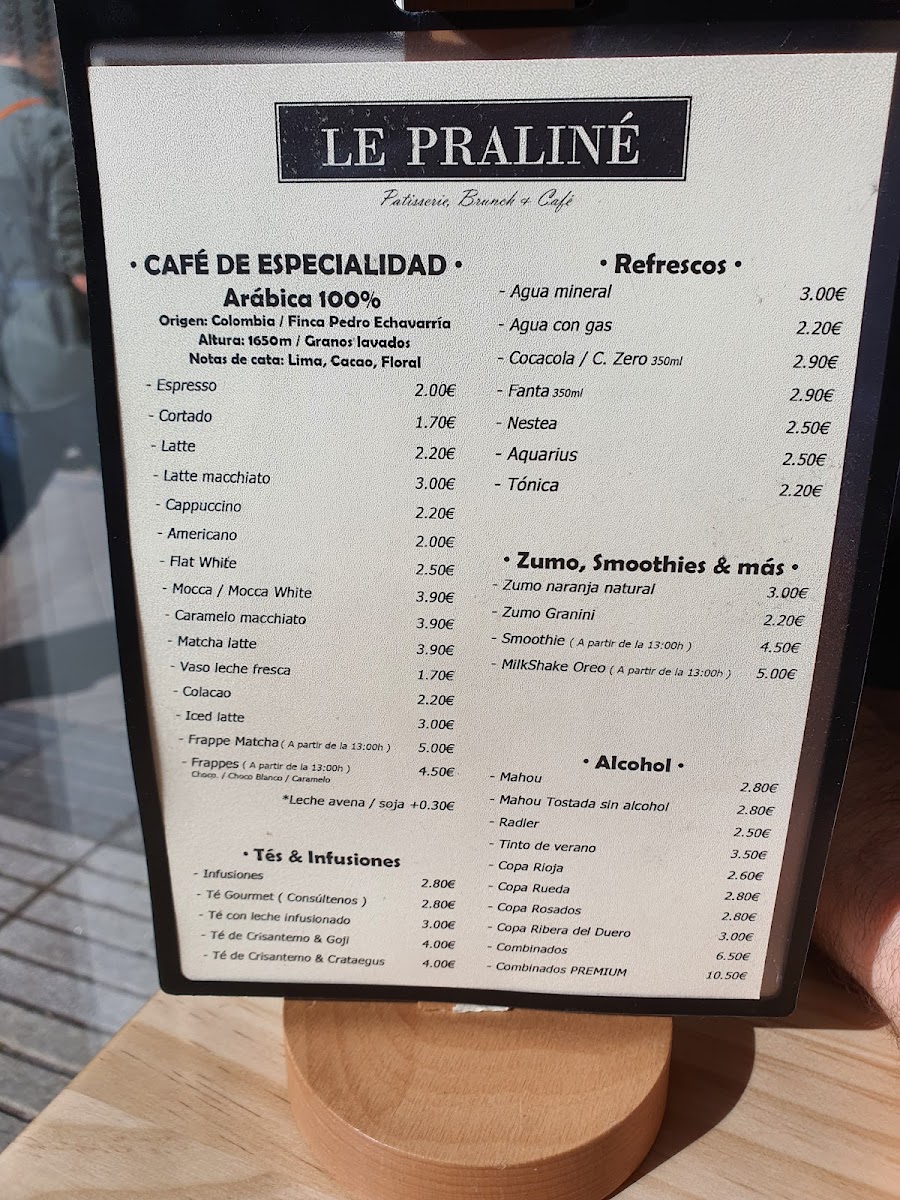 LE PRALINÉ
Patisserie, Brunch & Café
· CAFÉ DE ESPECIALIDAD ·
Arábica 100%
Origen: Colombia / Finca Pedro Echavarría
Altura: 1650m / Granos lavados
Notas de cata: Lima, Cacao, Floral
- Espresso 2.00€
- Cortado 1.70€
- Latte 2.20€
- Latte macchiato 3.00€
- Cappuccino 2.20€
- Americano 2.00€
- Flat White 2.50€
- Mocca / Mocca White 3.90€
- Caramelo macchiato 3.90€
- Matcha latte 3.90€
- Vaso leche fresca 1.70€
- Colacao 2.20€
- Iced latte 3.00€
- Frappe Matcha ( A partir de la 13:00h ) 5.00€
- Frappes ( A partir de la 13:00h ) 4.50€
Choco. / Choco Blanco / Caramelo
*Leche avena / soja +0.30€
· Tés & Infusiones
- Infusiones 2.80€
- Té Gourmet ( Consúltenos ) 2.80€
- Té con leche infusionado 3.00€
- Té de Crisantemo & Goji 4.00€
- Té de Crisantemo & Crataegus 4.00€
· Refrescos ·
- Agua mineral 3.00€
- Agua con gas 2.20€
- Cocacola / C. Zero 350ml 2.90€
- Fanta 350ml 2.90€
- Nestea 2.50€
- Aquarius 2.50€
- Tónica 2.20€
· Zumo, Smoothies & más ·
- Zumo naranja natural 3.00€
- Zumo Granini 2.20€
- Smoothie ( A partir de la 13:00h ) 4.50€
- MilkShake Oreo ( A partir de la 13:00h ) 5.00€
· Alcohol ·
- Mahou 2.80€
- Mahou Tostada sin alcohol 2.80€
- Radler 2.50€
- Tinto de verano 3.50€
- Copa Rioja 2.60€
- Copa Rueda 2.80€
- Copa Rosados 2.80€
- Copa Ribera del Duero 3.00€
- Combinados 6.50€
- Combinados PREMIUM 10.50€